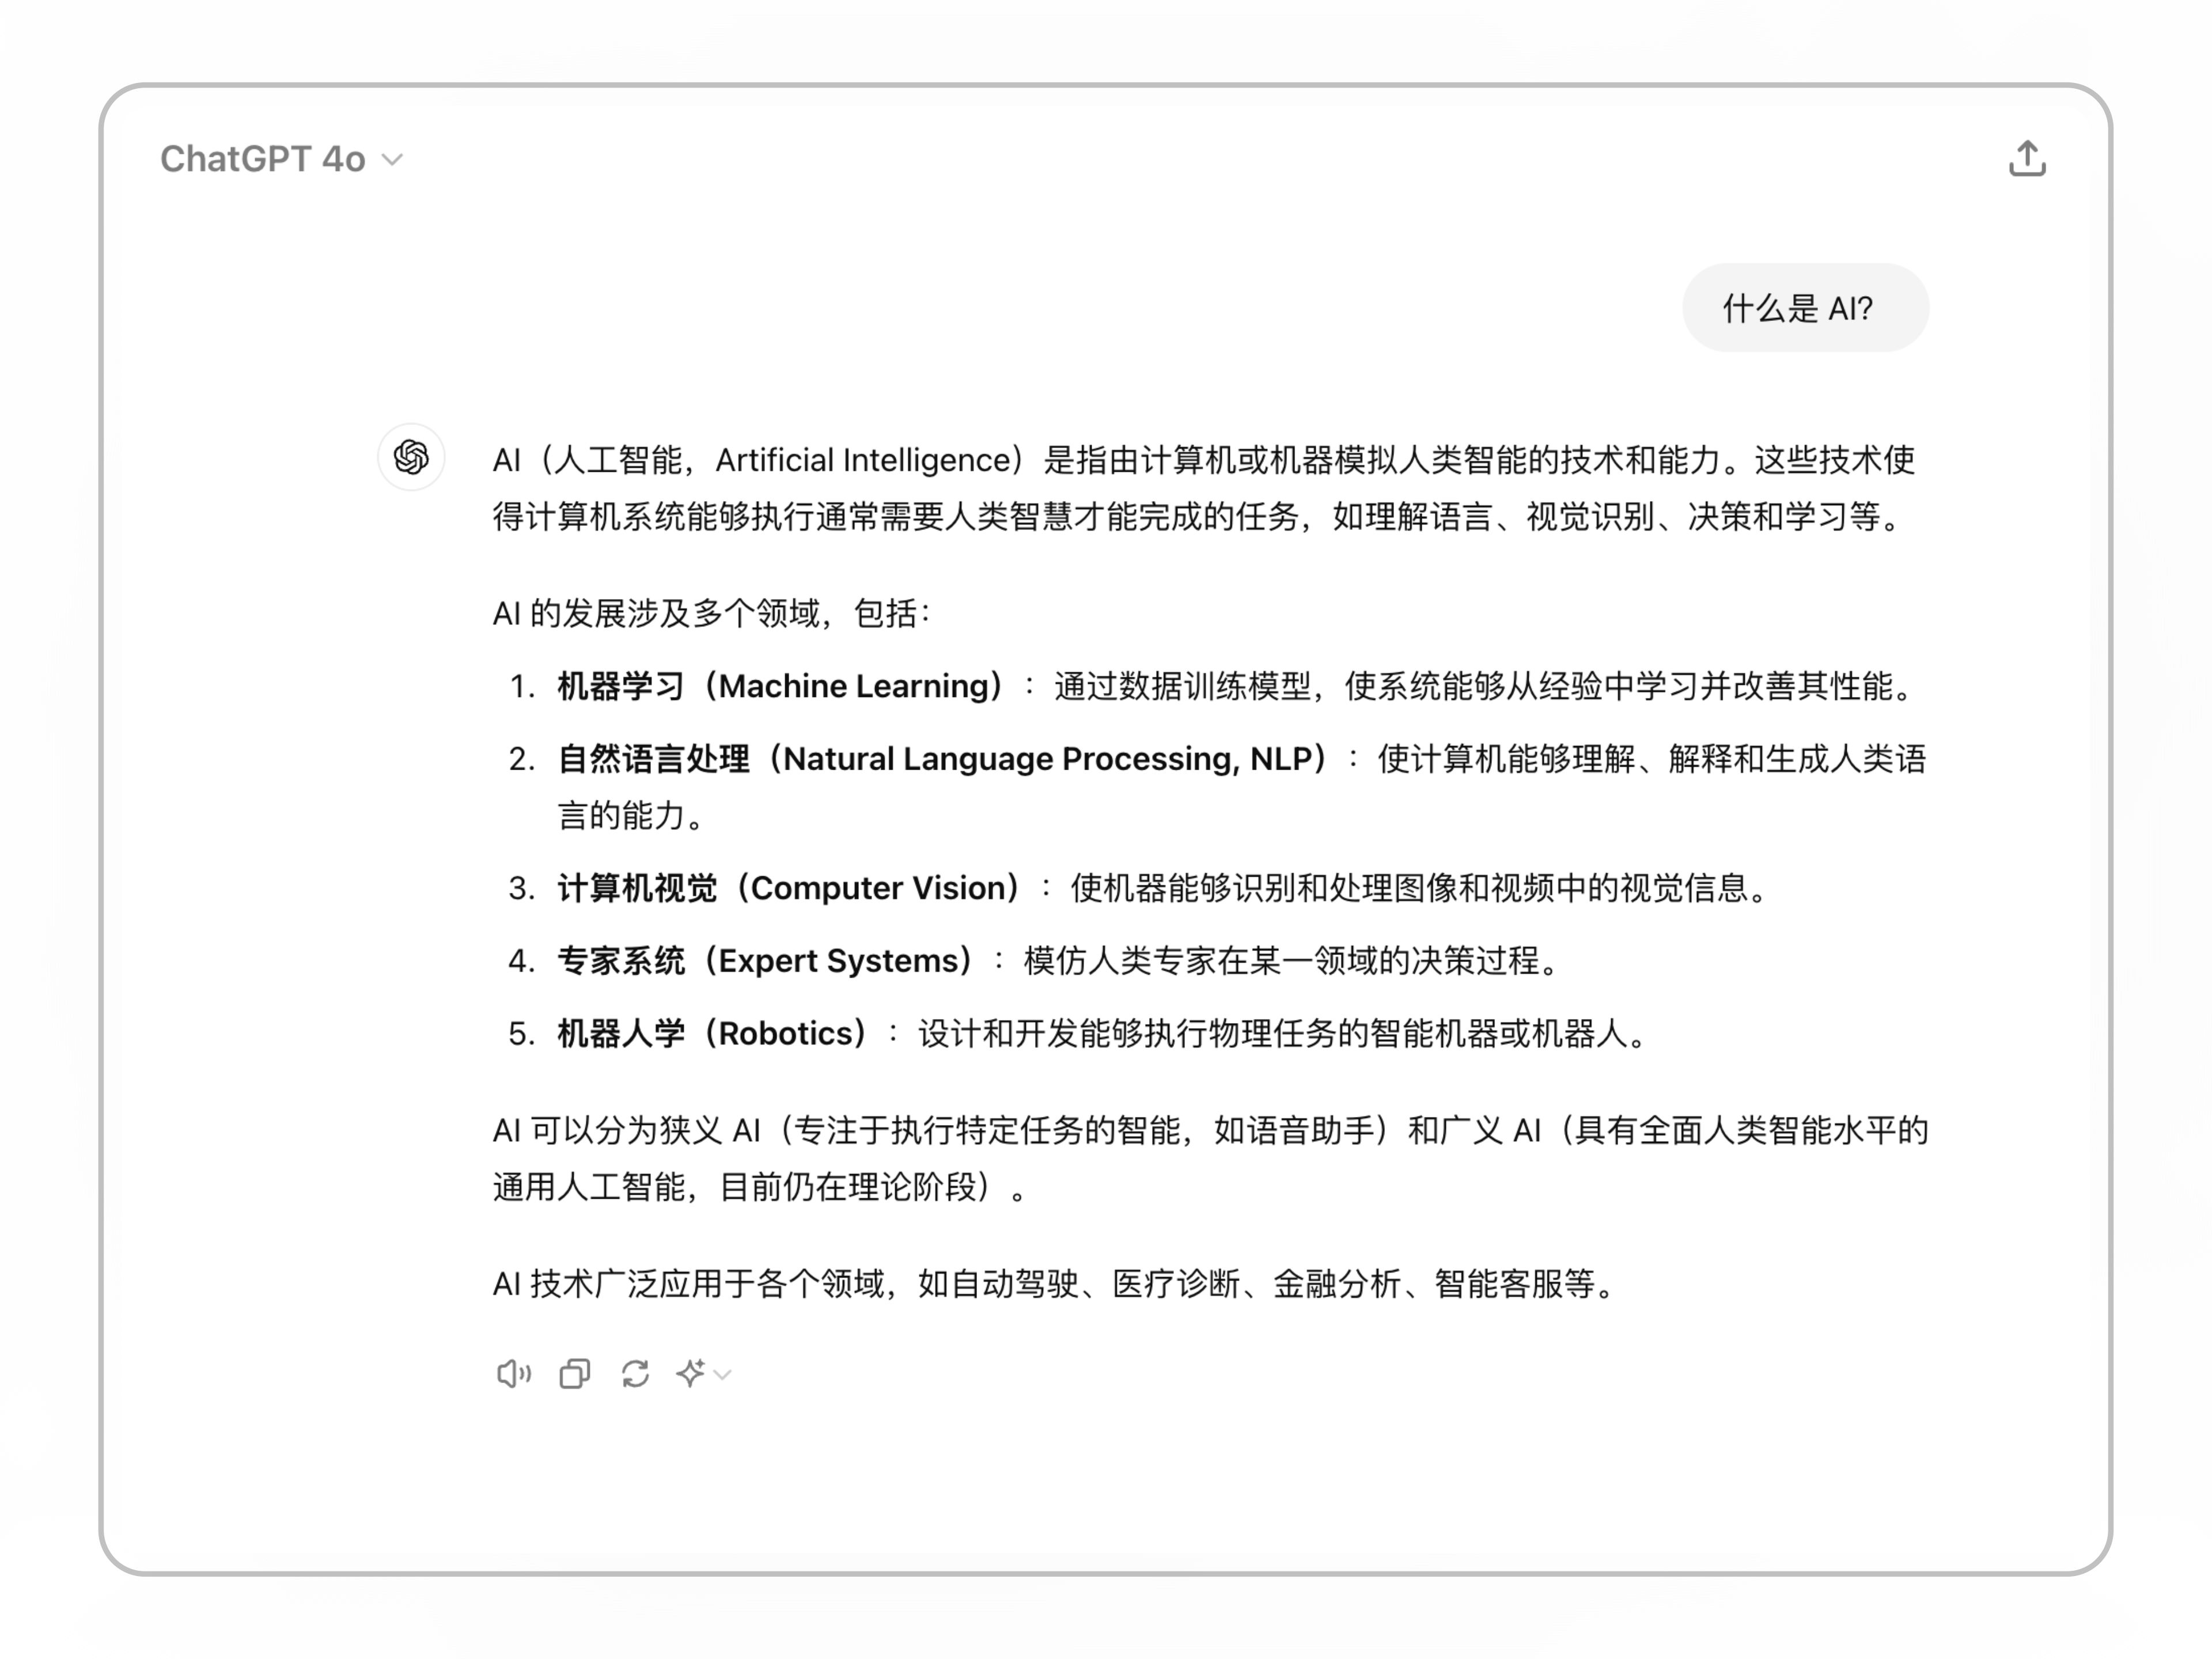 ChatGPT 4o
什么是 AI?
AI（人工智能，Artificial Intelligence）是指由计算机或机器模拟人类智能的技术和能力。这些技术使
得计算机系统能够执行通常需要人类智慧才能完成的任务，如理解语言、视觉识别、决策和学习等。
AI 的发展涉及多个领域，包括：
1. 机器学习（Machine Learning）：通过数据训练模型，使系统能够从经验中学习并改善其性能。
2. 自然语言处理（Natural Language Processing, NLP）：使计算机能够理解、解释和生成人类语
言的能力。
3. 计算机视觉（Computer Vision）：使机器能够识别和处理图像和视频中的视觉信息。
4. 专家系统（Expert Systems）：模仿人类专家在某一领域的决策过程。
5. 机器人学（Robotics）：设计和开发能够执行物理任务的智能机器或机器人。
AI 可以分为狭义 AI（专注于执行特定任务的智能，如语音助手）和广义 AI（具有全面人类智能水平的
通用人工智能，目前仍在理论阶段）。
AI 技术广泛应用于各个领域，如自动驾驶、医疗诊断、金融分析、智能客服等。